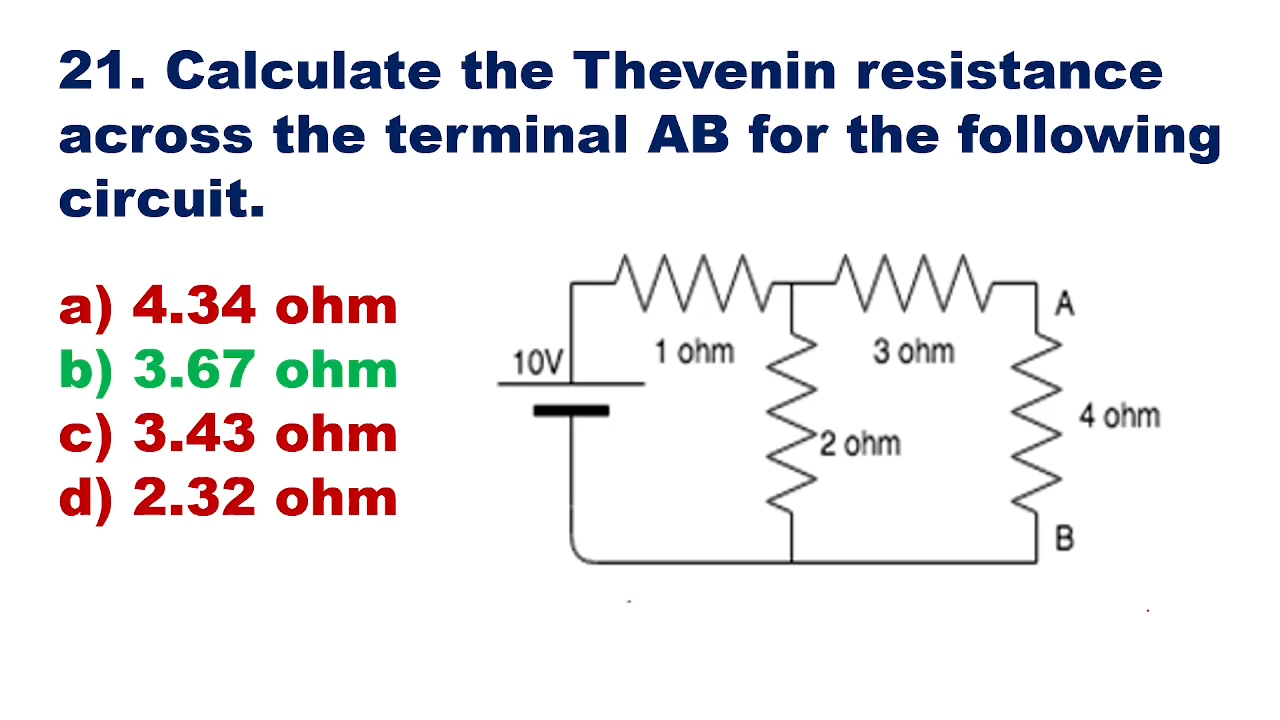 21. Calculate the Thevenin resistance
across the terminal AB for the following
circuit.
a) 4.34 ohm
b) 3.67 ohm
c) 3.43 ohm
d) 2.32 ohm
A
10V
1 ohm
3 ohm
4 ohm
2 ohm
B